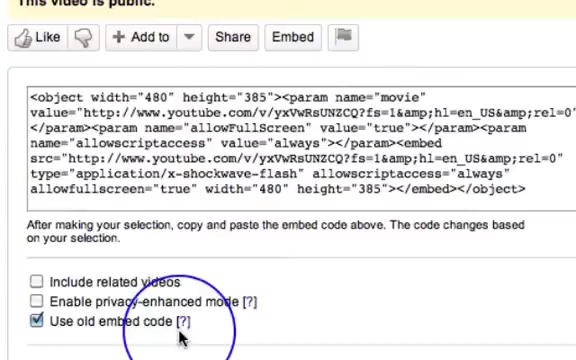 This video is public.
Like + Add to Share Embed
<object width="480" height="385"><param name="movie"
value="http://www.youtube.com/v/yxVwRsUNZCQ?fs=1&amp;hl=en_US&amp;rel=0"
</param><param name="allowFullScreen" value="true"></param><param
name="allowscriptaccess" value="always"></param><embed
src="http://www.youtube.com/v/yxVwRsUNZCQ?fs=1&amp;hl=en_US&amp;rel=0"
type="application/x-shockwave-flash" allowscriptaccess="always"
allowfullscreen="true" width="480" height="385"></embed></object>
After making your selection, copy and paste the embed code above. The code changes based
on your selection.
Include related videos
Enable privacy-enhanced mode [?]
Use old embed code [?]